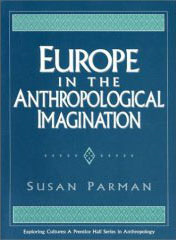 EUROPE
IN THE
ANTHROPOLOGICAL
IMAGINATION
SUSAN PARMAN
Exploring Cultures: A Prentice Hall Series in Anthropology